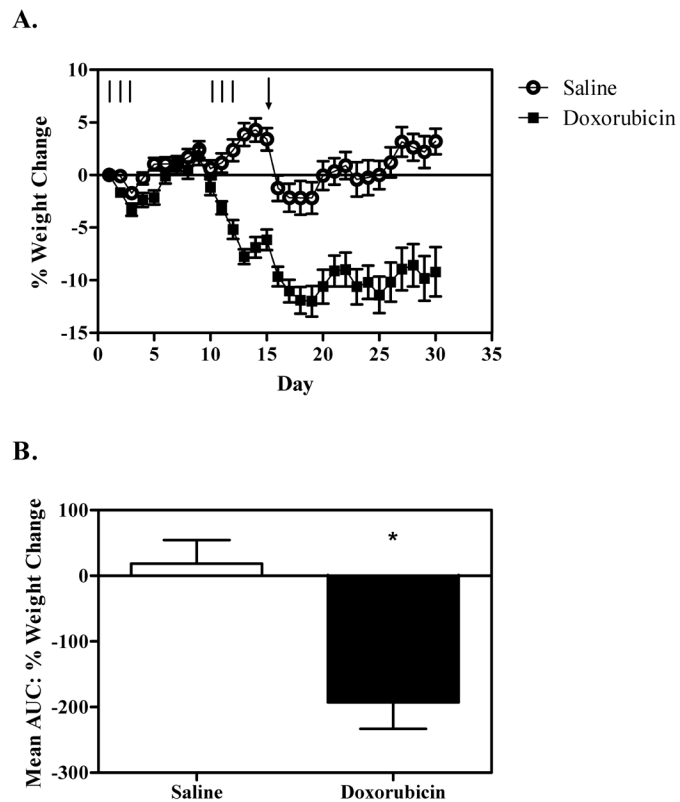 A.
10
5
0
-5
-10
-15
0 5 10 15 20 25 30 35
% Weight Change
Day
Saline
Doxorubicin
B.
100
0
-100
-200
-300
Mean AUC: % Weight Change
*
Saline Doxorubicin